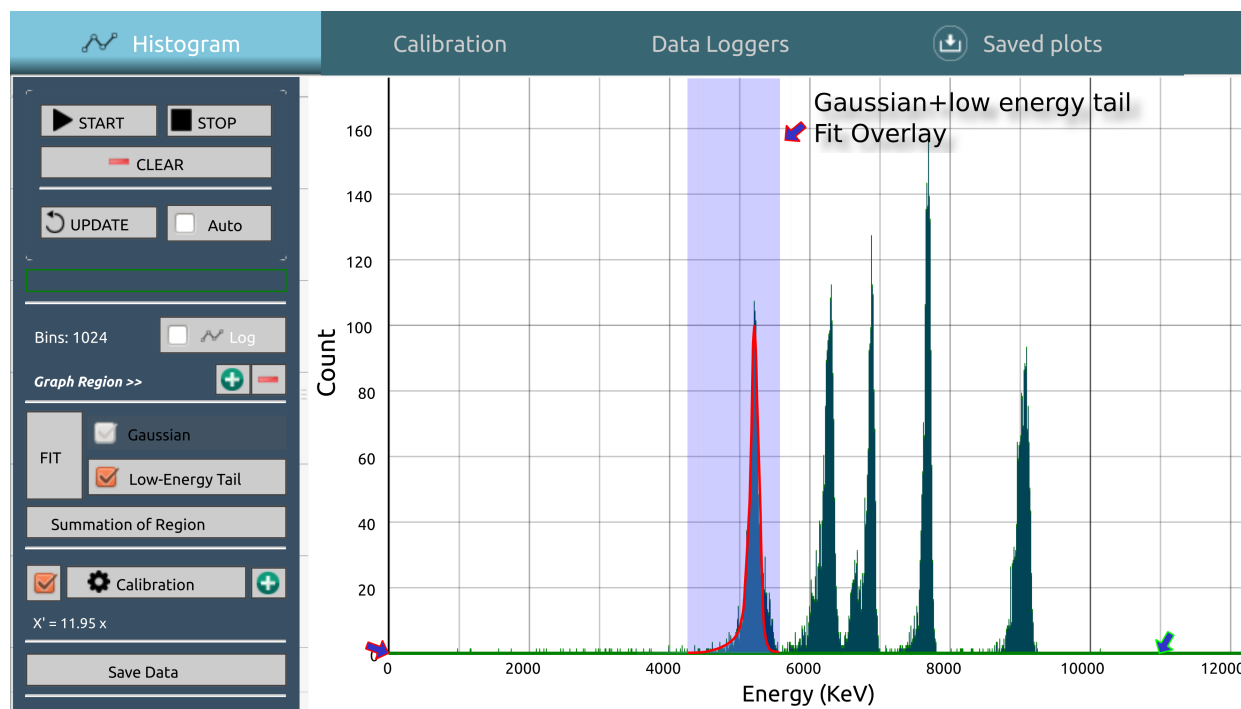 Histogram
Calibration
Data Loggers
Saved plots
START
STOP
CLEAR
UPDATE
Auto
Bins: 1024
Log
Graph Region >>
FIT
Gaussian
Low-Energy Tail
Summation of Region
Calibration
X' = 11.95 x
Save Data
Gaussian+low energy tail
Fit Overlay
160
140
120
100
80
60
40
20
0
Count
0 2000 4000 6000 8000 10000 12000
Energy (KeV)